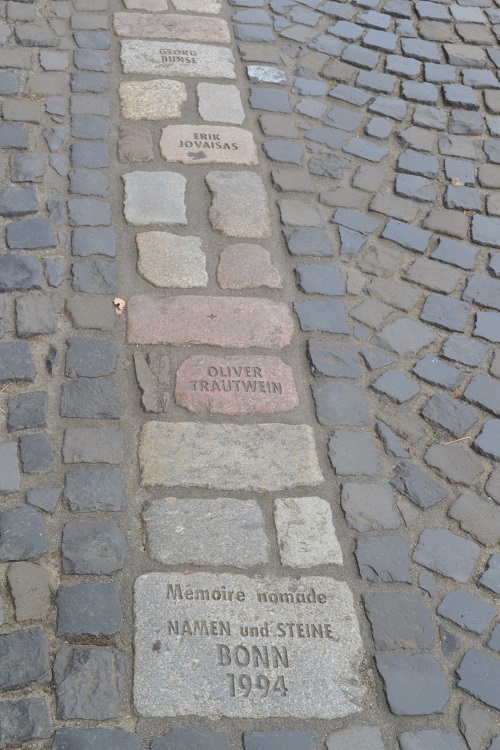 GEORG
BUNSE
ERIK
JOVAISAS
OLIVER
TRAUTWEIN
Mémoire nomade
NAMEN und STEINE
BONN
1994